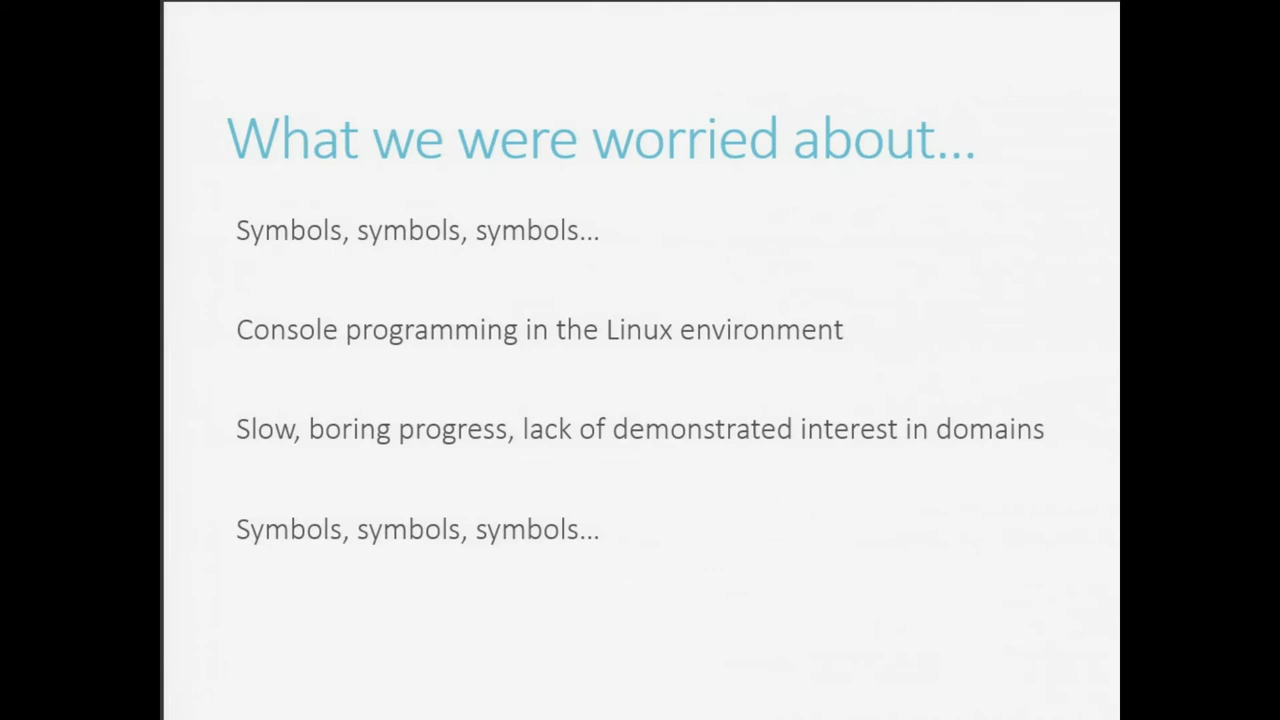 What we were worried about...
Symbols, symbols, symbols...
Console programming in the Linux environment
Slow, boring progress, lack of demonstrated interest in domains
Symbols, symbols, symbols...